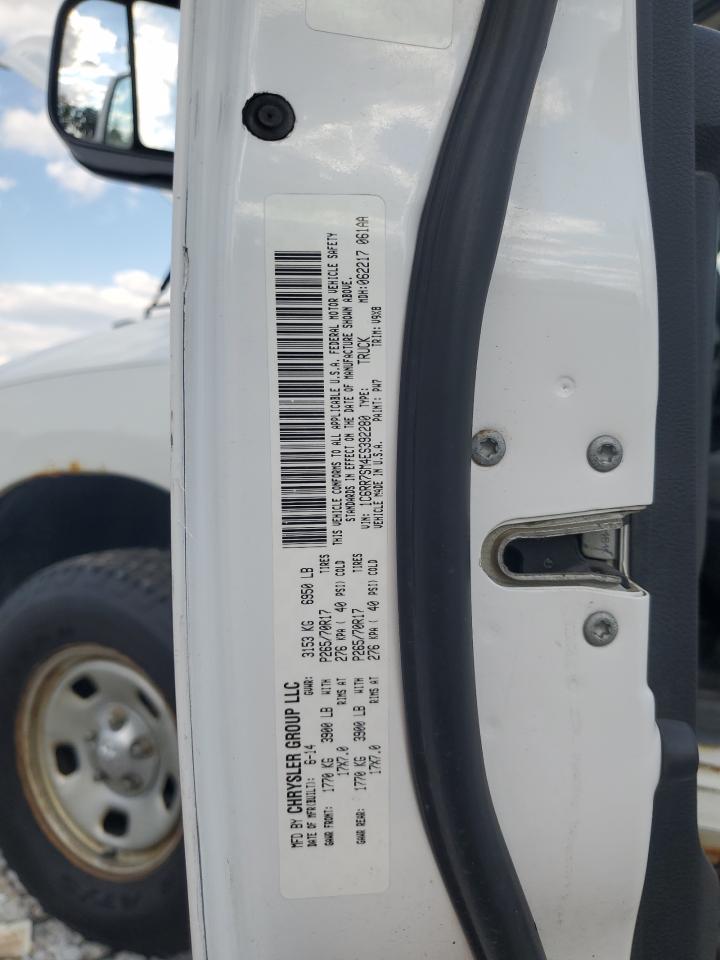 MFD BY CHRYSLER GROUP LLC
DATE OF MFR(BUILT): 6-14 GVWR: 3153 KG 6950 LB
GAWR FRONT: 1770 KG 3900 LB WITH P265/70R17 TIRES
17X7.0 RIMS AT 276 KPA( 40 PSI) COLD
GAWR REAR: 1770 KG 3900 LB WITH P265/70R17 TIRES
17X7.0 RIMS AT 276 KPA( 40 PSI) COLD
THIS VEHICLE CONFORMS TO ALL APPLICABLE U.S.A. FEDERAL MOTOR VEHICLE SAFETY
STANDARDS IN EFFECT ON THE DATE OF MANUFACTURE SHOWN ABOVE.
VIN: 1C6RR7SM4ES392280 TYPE: TRUCK MDH:062217 061AA
VEHICLE MADE IN U.S.A. PAINT: PW7 TRIM: V9X8